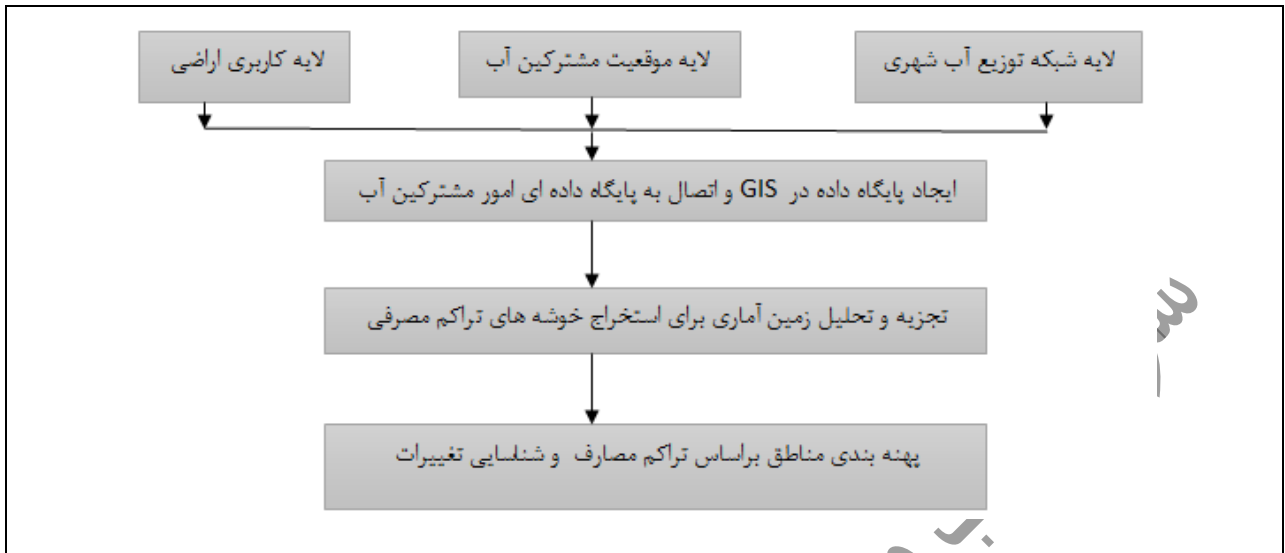 لایه شبکه توزیع آب شهری
لایه موقعیت مشترکین آب
لایه کاربری اراضی
ایجاد پایگاه داده در GIS و اتصال به پایگاه داده ای امور مشترکین آب
تجزیه و تحلیل زمین آماری برای استخراج خوشه های تراکم مصرفی
پهنه بندی مناطق براساس تراکم مصارف و شناسایی تغییرات